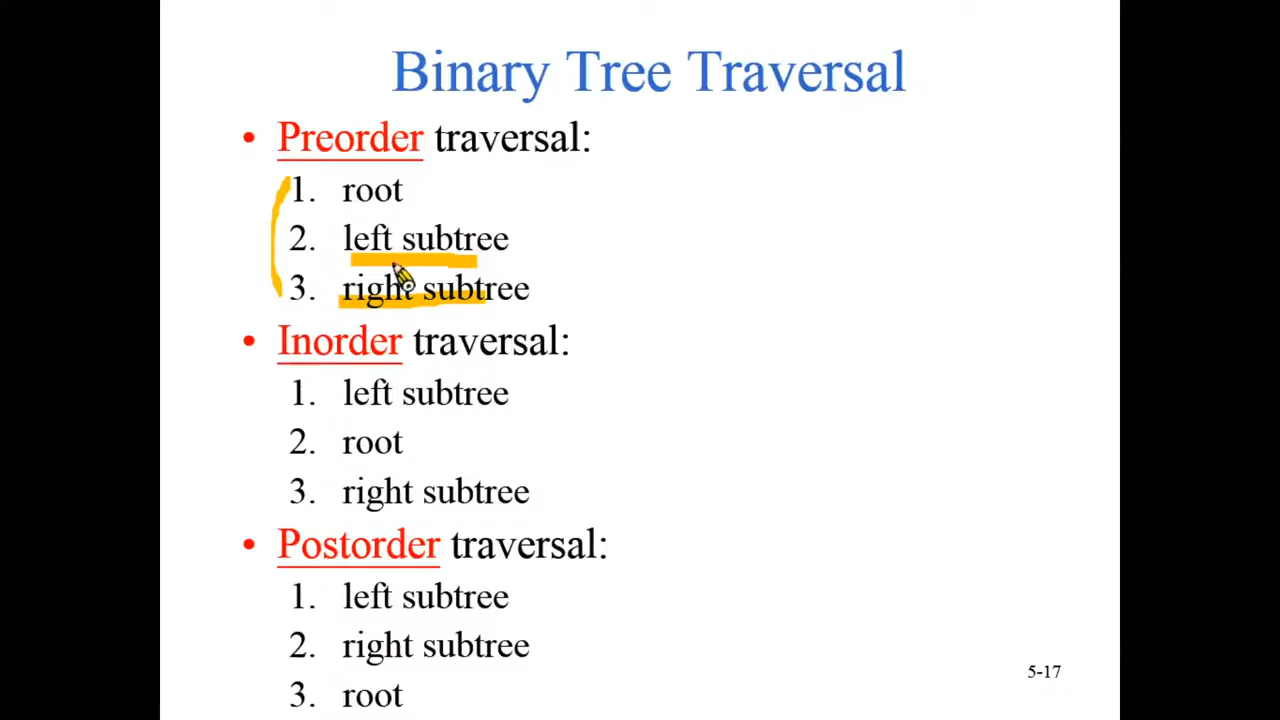 Binary Tree Traversal
• Preorder traversal:
1. root
2. left subtree
3. right subtree
• Inorder traversal:
1. left subtree
2. root
3. right subtree
• Postorder traversal:
1. left subtree
2. right subtree
3. root
5-17